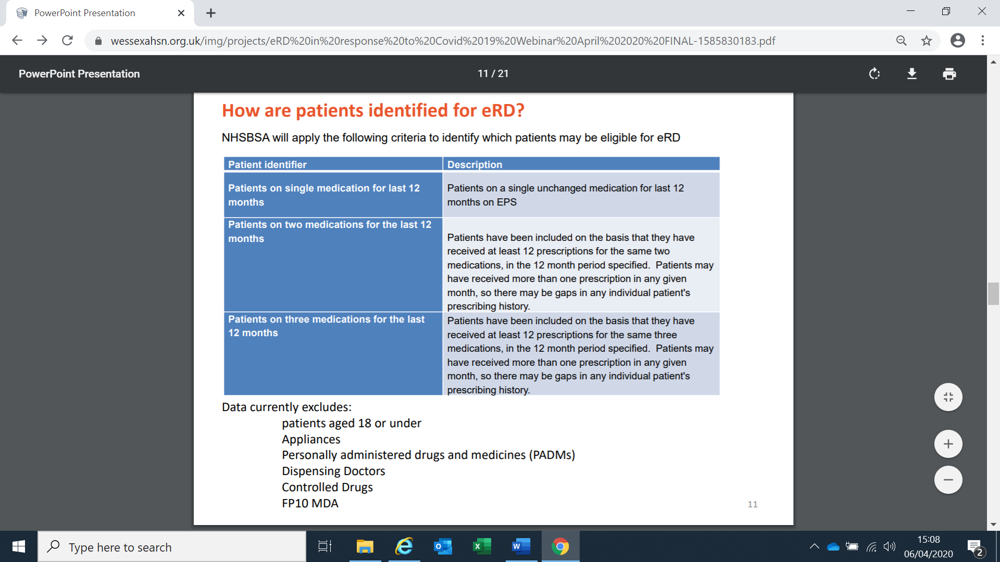 PowerPoint Presentation
wessexahsn.org.uk/img/projects/eRD%20in%20response%20to%20Covid%2019%20Webinar%20April%202020%20FINAL-1585830183.pdf
PowerPoint Presentation
11 / 21
How are patients identified for eRD?
NHSBSA will apply the following criteria to identify which patients may be eligible for eRD
Patient identifier
Description
Patients on single medication for last 12
months
Patients on a single unchanged medication for last 12
months on EPS
Patients on two medications for the last 12
months
Patients have been included on the basis that they have
received at least 12 prescriptions for the same two
medications, in the 12 month period specified.  Patients may
have received more than one prescription in any given
month, so there may be gaps in any individual patient's
prescribing history.
Patients on three medications for the last
12 months
Patients have been included on the basis that they have
received at least 12 prescriptions for the same three
medications, in the 12 month period specified.  Patients may
have received more than one prescription in any given
month, so there may be gaps in any individual patient's
prescribing history.
Data currently excludes:
patients aged 18 or under
Appliances
Personally administered drugs and medicines (PADMs)
Dispensing Doctors
Controlled Drugs
FP10 MDA
11
Type here to search
15:08
06/04/2020
2